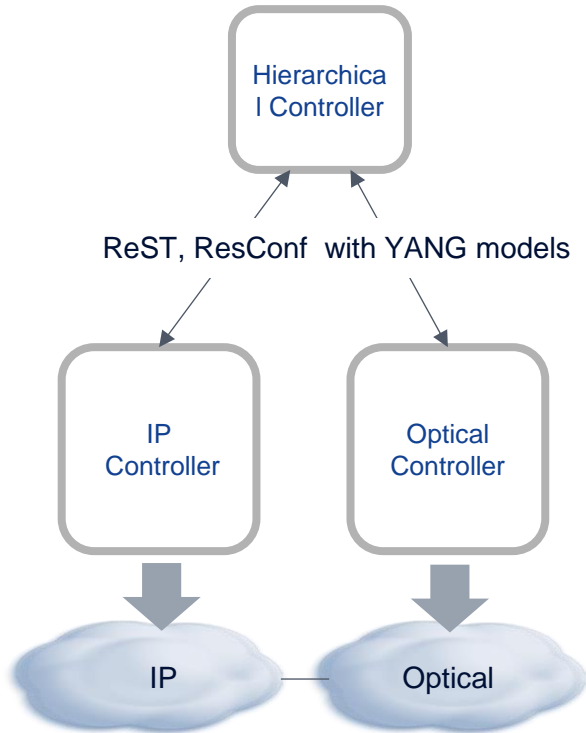 Hierarchica
l Controller
ReST, ResConf with YANG models
IP
Controller
Optical
Controller
IP
Optical